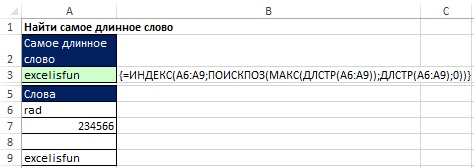 A B C
1 Найти самое длинное слово
Самое длинное
2 слово
3 excelisfun {=ИНДЕКС(A6:A9;ПОИСКПОЗ(МАКС(ДЛСТР(A6:A9));ДЛСТР(A6:A9);0))}
5 Слова
6 rad
7 234566
8
9 excelisfun